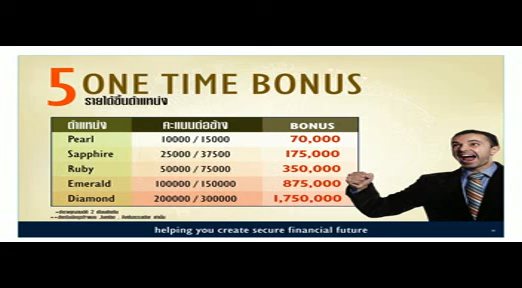 5 ONE TIME BONUS
รายได้ขึ้นตำแหน่ง
ตำแหน่ง คะแนนต่อข้าง BONUS
Pearl 10000 / 15000 70,000
Sapphire 25000 / 37500 175,000
Ruby 50000 / 75000 350,000
Emerald 100000 / 150000 875,000
Diamond 200000 / 300000 1,750,000
helping you create secure financial future